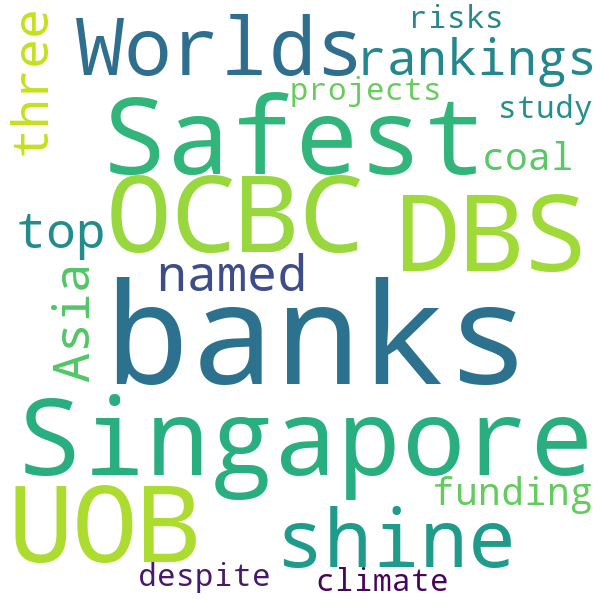 risks
Worlds
rankings
three
projects
Safest
study
coal
OCBC
DBS
top
named
Asia
banks
Singapore
funding
UOB
shine
despite
climate